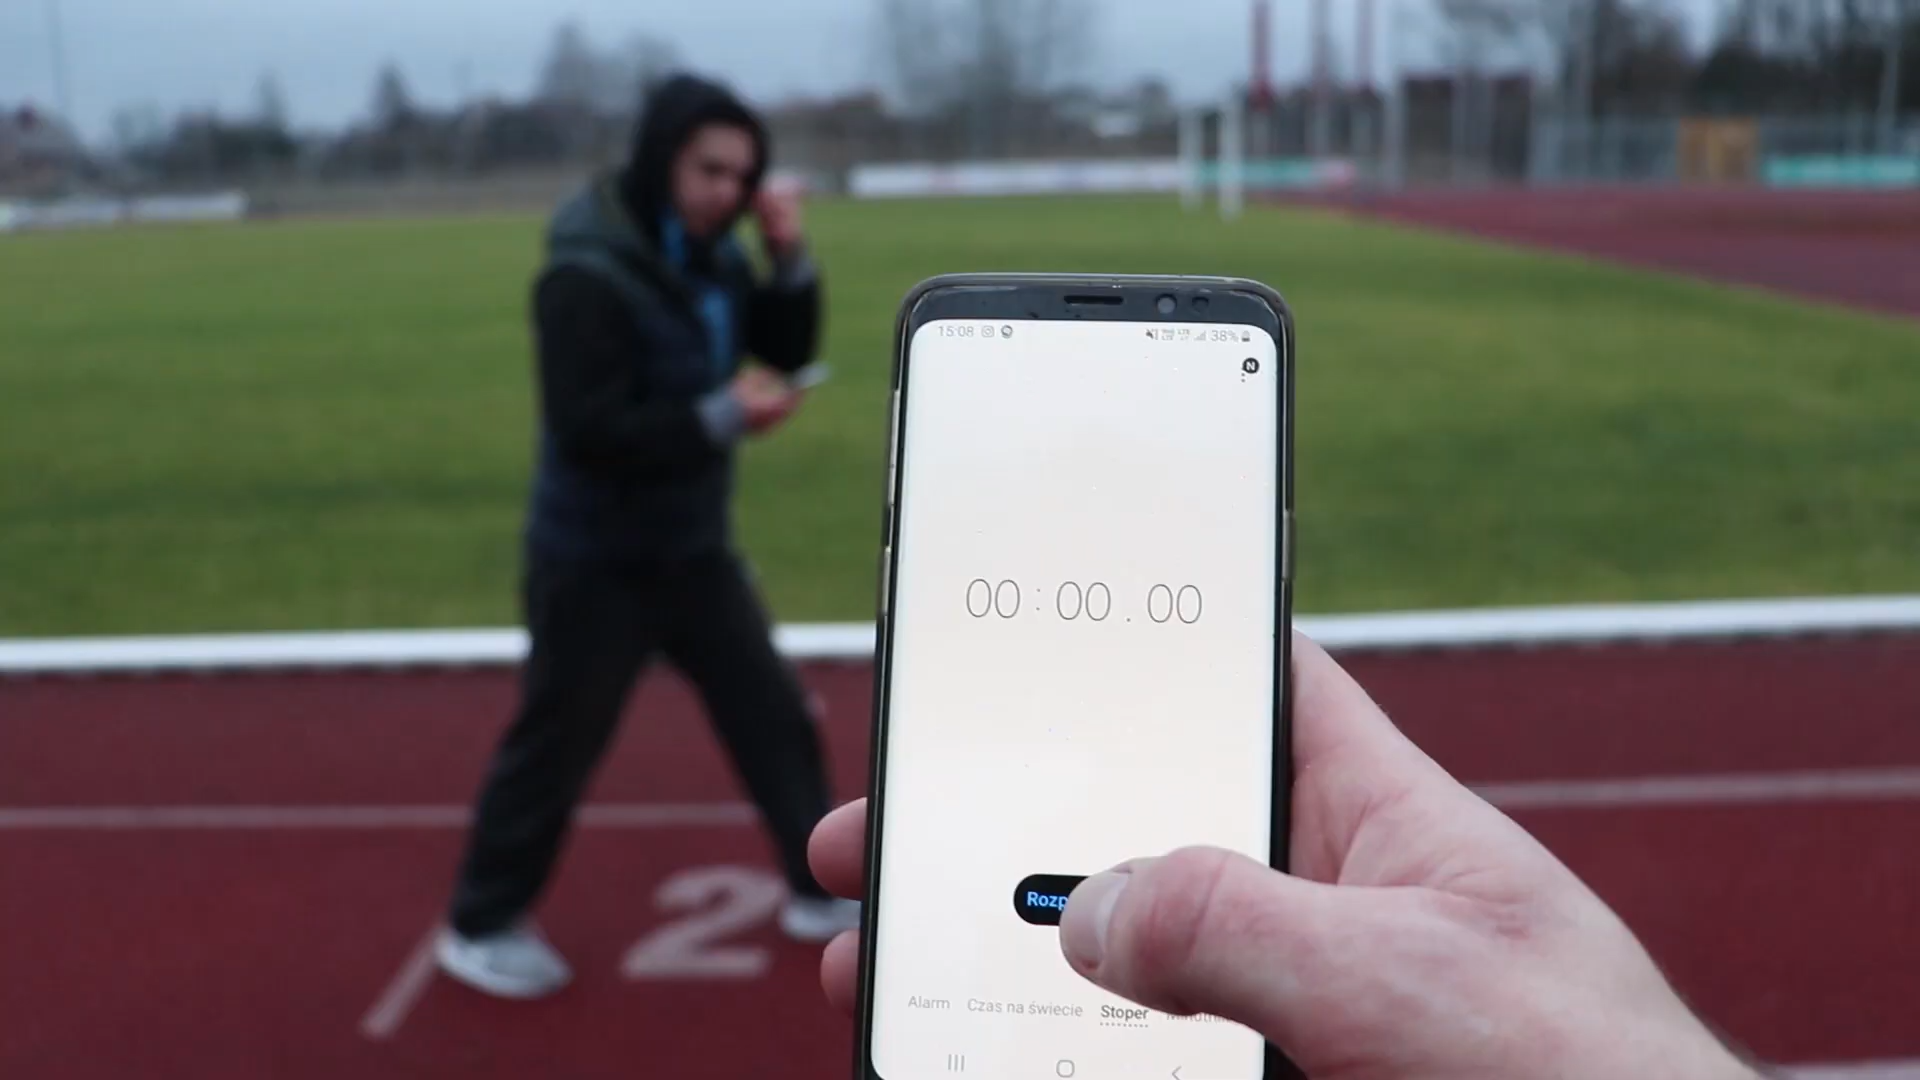 15:08 38%
N
00:00.00
Rozp
Alarm Czas na świecie Stoper
2